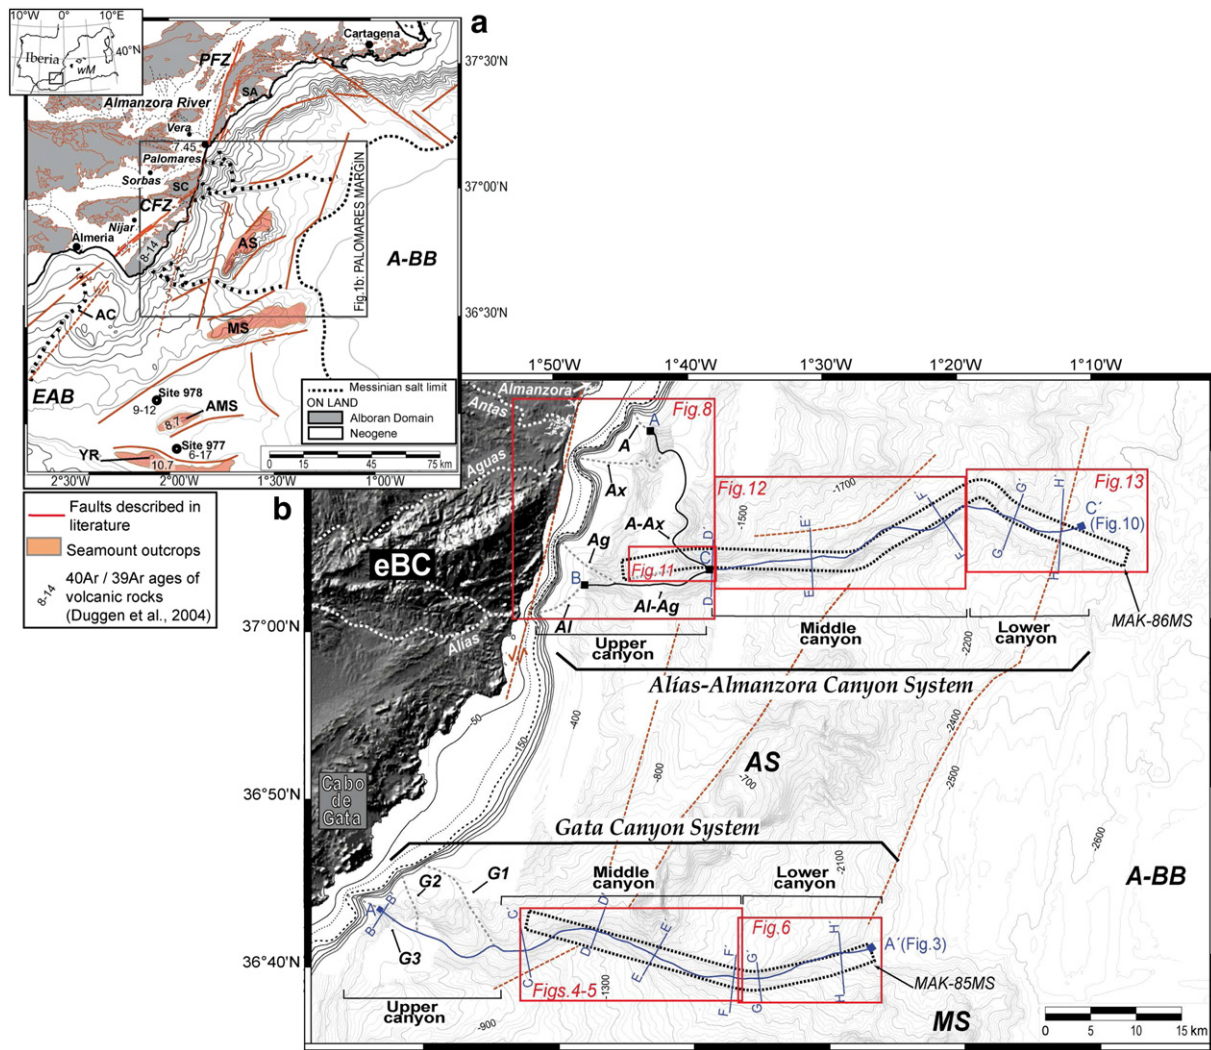 10°W 0° 10°E
40°N
Iberia
wM
a
Cartagena
37°30'N
PFZ
SA
Almanzora River
Vera
7.45
Palomares
Sorbas
SC
37°00'N
CFZ
Nijar
Almeria
8-14
AS
A-BB
Fig.1b: PALOMARES MARGIN
36°30'N
AC
MS
EAB
Site 978
9-12
AMS
8.7
Site 977
6-17
YR
10.7
Messinian salt limit
ON LAND
Alboran Domain
Neogene
0 15 45 75 km
2°30'W 2°00'W 1°00'W
Faults described in
literature
Seamount outcrops
8-14
40Ar / 39Ar ages of
volcanic rocks
(Duggen et al., 2004)
b
1°50'W 1°40'W 1°30'W 1°20'W 1°10'W
Almanzora
Antas
Fig.8
A
A
Aguas
Ax
Fig.12
-1700
Fig.13
-1500
A-Ax
D´
E´
F´
G´
H´
C´
(Fig.10)
Ag
eBC
Fig.11
C
B
D
E
F
G
H
Al-Ag
Al
MAK-86MS
37°00'N
Alías
Upper
canyon
Middle
canyon
-2200
Lower
canyon
Alías-Almanzora Canyon System
-50
-150
-400
-800
-700
-2400
-2500
-2600
AS
36°50'N
Cabo
de
Gata
Gata Canyon System
-2100
A-BB
G2
G1
Middle
canyon
Lower
canyon
A
B´
B
G3
C´
D´
E´
F´
G´
H´
Fig.6
A´(Fig.3)
36°40'N
C
D
E
F
G
H
-1300
Figs.4-5
MAK-85MS
Upper
canyon
-900
MS
0 5 10 15 km